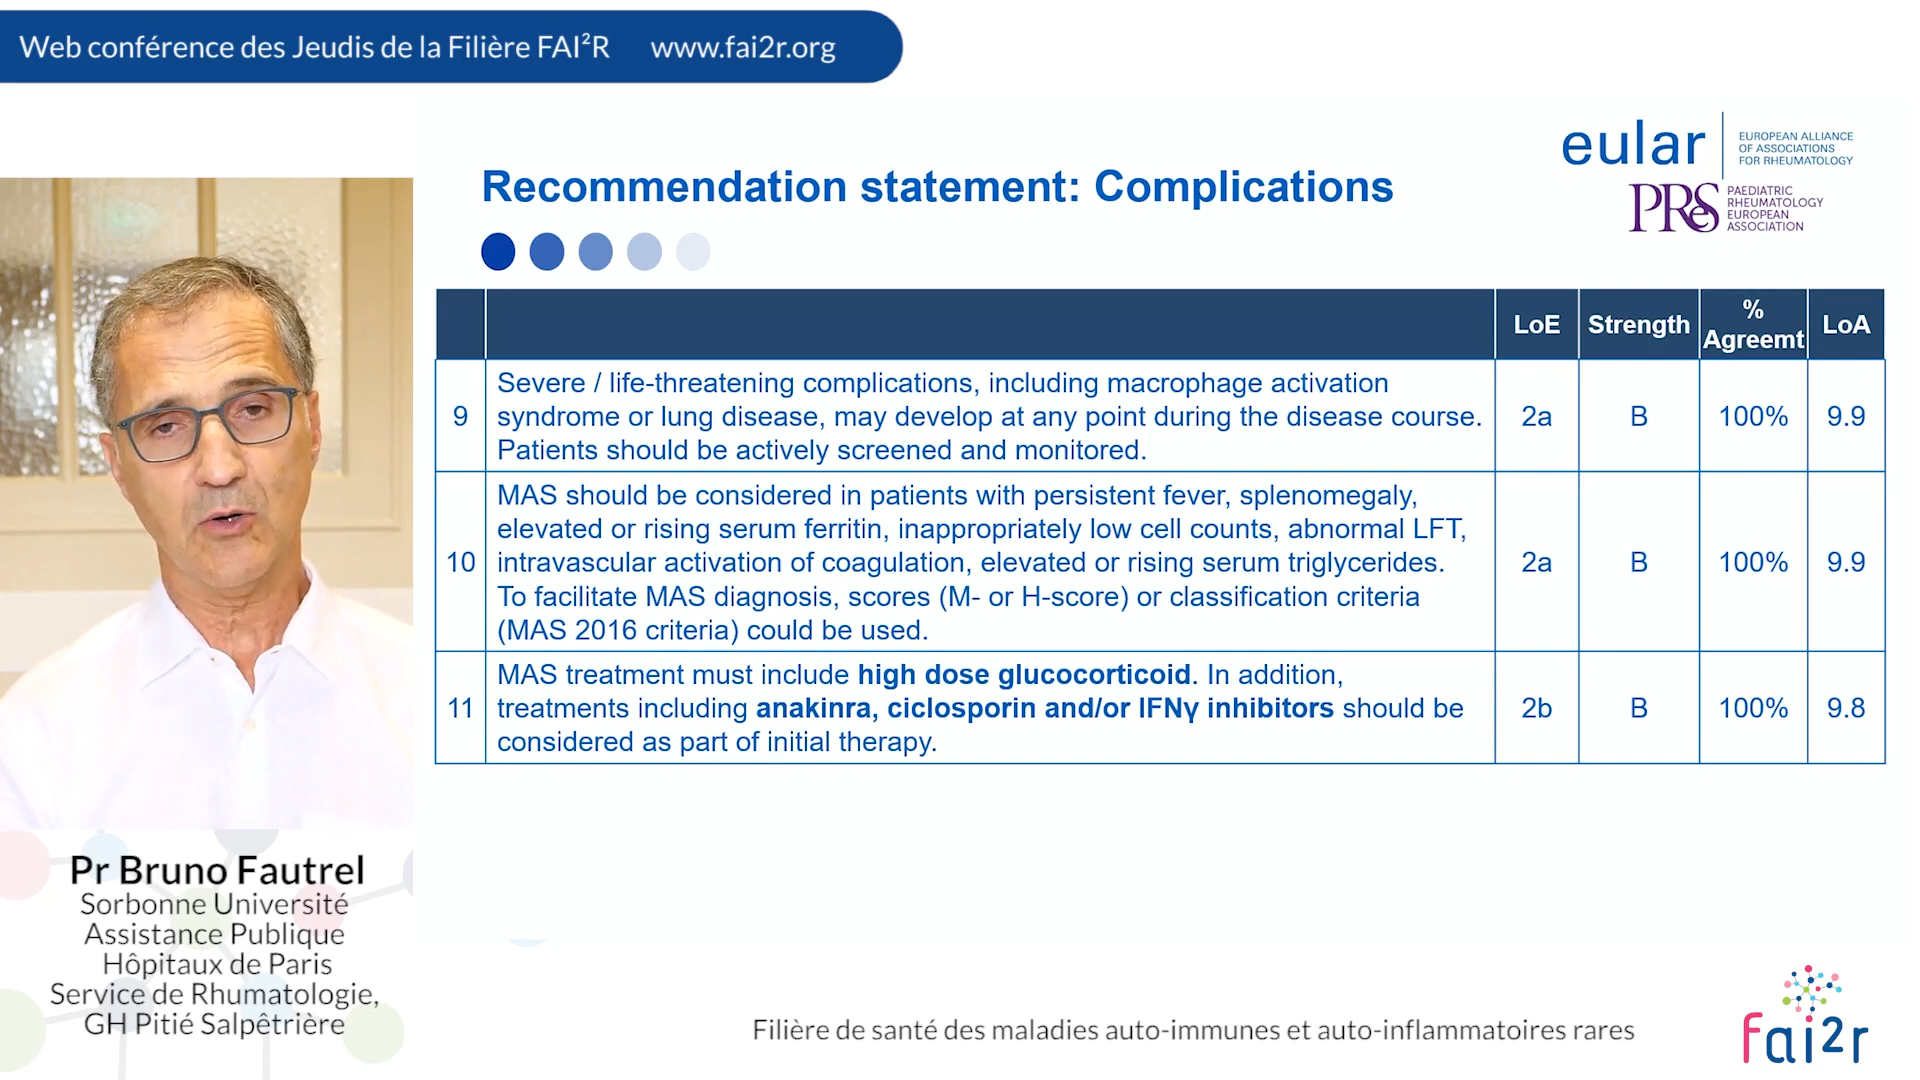 Web conférence des Jeudis de la Filière FAI²R www.fai2r.org
eular
EUROPEAN ALLIANCE
OF ASSOCIATIONS
FOR RHEUMATOLOGY
PReS
PAEDIATRIC
RHEUMATOLOGY
EUROPEAN
ASSOCIATION
Recommendation statement: Complications
LoE Strength % Agreemt LoA
9
Severe / life-threatening complications, including macrophage activation
syndrome or lung disease, may develop at any point during the disease course.
Patients should be actively screened and monitored.
2a B 100% 9.9
10
MAS should be considered in patients with persistent fever, splenomegaly,
elevated or rising serum ferritin, inappropriately low cell counts, abnormal LFT,
intravascular activation of coagulation, elevated or rising serum triglycerides.
To facilitate MAS diagnosis, scores (M- or H-score) or classification criteria
(MAS 2016 criteria) could be used.
2a B 100% 9.9
11
MAS treatment must include high dose glucocorticoid. In addition,
treatments including anakinra, ciclosporin and/or IFNγ inhibitors should be
considered as part of initial therapy.
2b B 100% 9.8
Pr Bruno Fautrel
Sorbonne Université
Assistance Publique
Hôpitaux de Paris
Service de Rhumatologie,
GH Pitié Salpêtrière
Filière de santé des maladies auto-immunes et auto-inflammatoires rares
fai2r